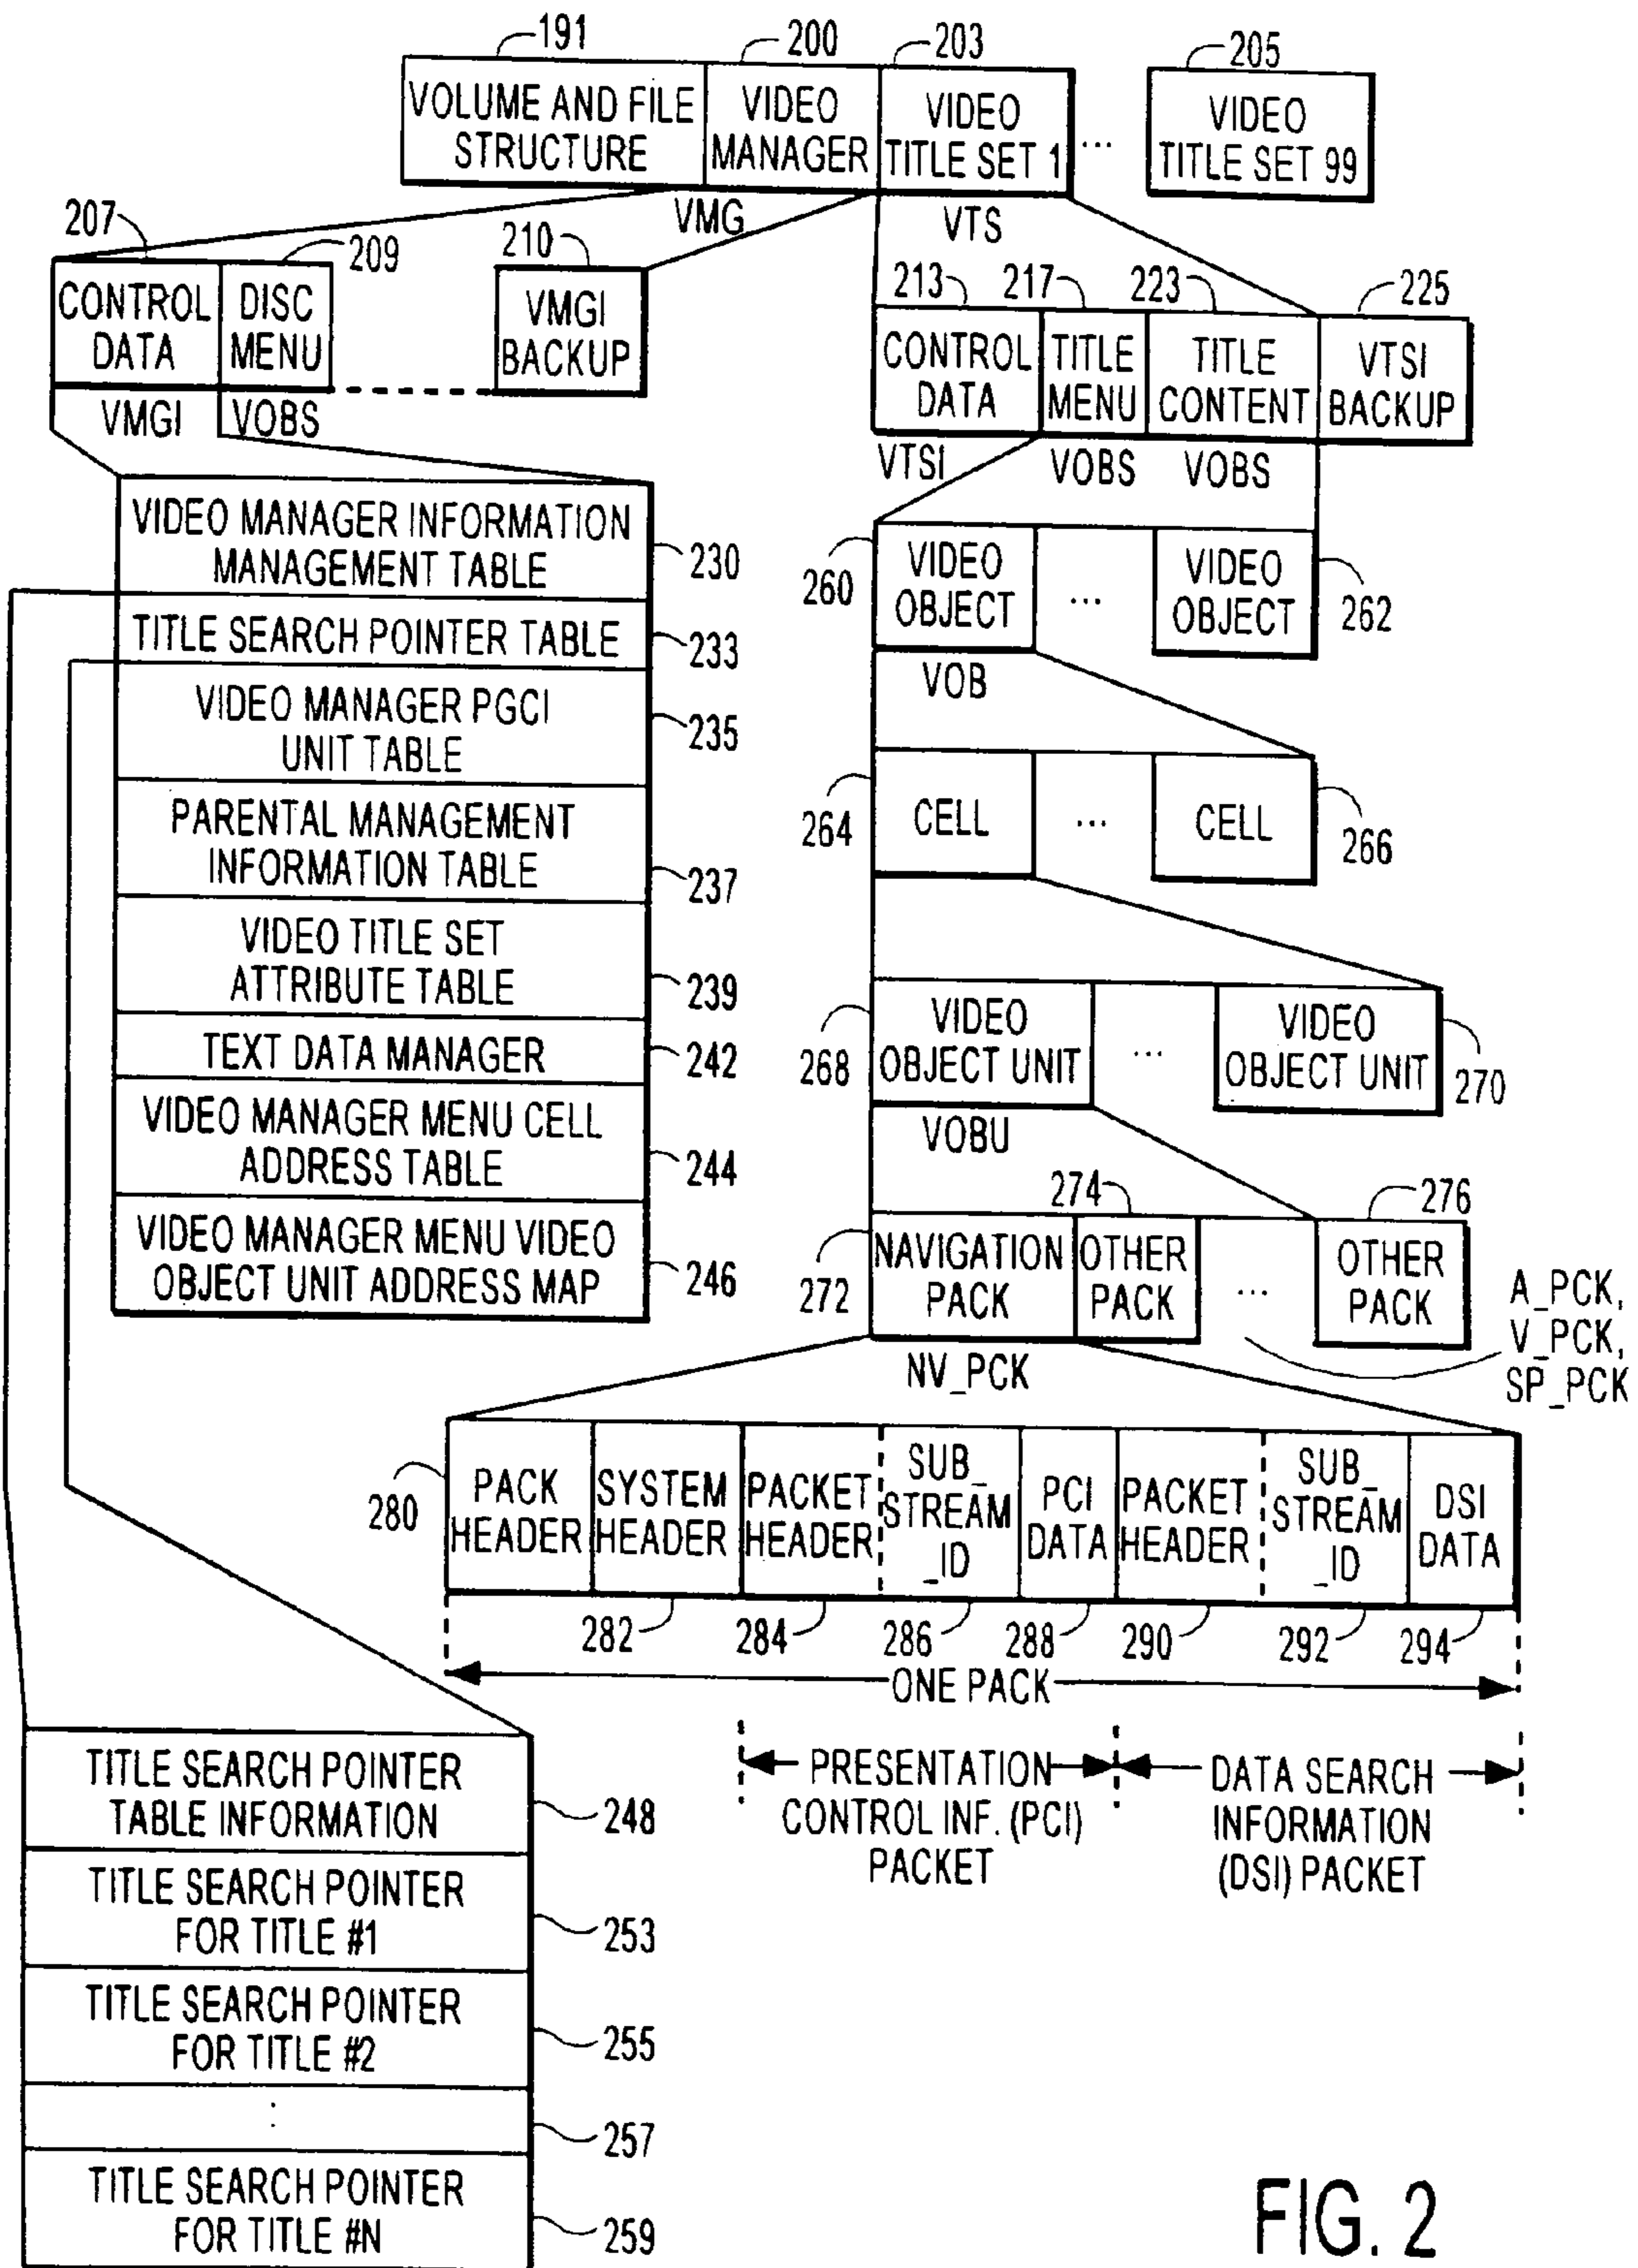 191
200
203
205
VOLUME AND FILE
STRUCTURE
VIDEO
MANAGER
VIDEO
TITLE SET 1
...
VIDEO
TITLE SET 99
VMG
VTS
207
209
210
CONTROL
DATA
DISC
MENU
VMGI
BACKUP
VMGI
VOBS
213
217
223
225
CONTROL
DATA
TITLE
MENU
TITLE
CONTENT
VTSI
BACKUP
VTSI
VOBS
VOBS
VIDEO MANAGER INFORMATION
MANAGEMENT TABLE
230
TITLE SEARCH POINTER TABLE
233
VIDEO MANAGER PGCI
UNIT TABLE
235
PARENTAL MANAGEMENT
INFORMATION TABLE
237
VIDEO TITLE SET
ATTRIBUTE TABLE
239
TEXT DATA MANAGER
242
VIDEO MANAGER MENU CELL
ADDRESS TABLE
244
VIDEO MANAGER MENU VIDEO
OBJECT UNIT ADDRESS MAP
246
260
VIDEO
OBJECT
...
VIDEO
OBJECT
262
VOB
264
CELL
...
CELL
266
268
VIDEO
OBJECT UNIT
...
VIDEO
OBJECT UNIT
270
VOBU
274
276
272
NAVIGATION
PACK
OTHER
PACK
...
OTHER
PACK
A_PCK,
V_PCK,
SP_PCK
NV_PCK
280
PACK
HEADER
SYSTEM
HEADER
PACKET
HEADER
SUB_
STREAM
_ID
PCI
DATA
PACKET
HEADER
SUB_
STREAM
_ID
DSI
DATA
282
284
286
288
290
292
294
ONE PACK
PRESENTATION
CONTROL INF. (PCI)
PACKET
DATA SEARCH
INFORMATION
(DSI) PACKET
TITLE SEARCH POINTER
TABLE INFORMATION
248
TITLE SEARCH POINTER
FOR TITLE #1
253
TITLE SEARCH POINTER
FOR TITLE #2
255
:
257
TITLE SEARCH POINTER
FOR TITLE #N
259
FIG. 2